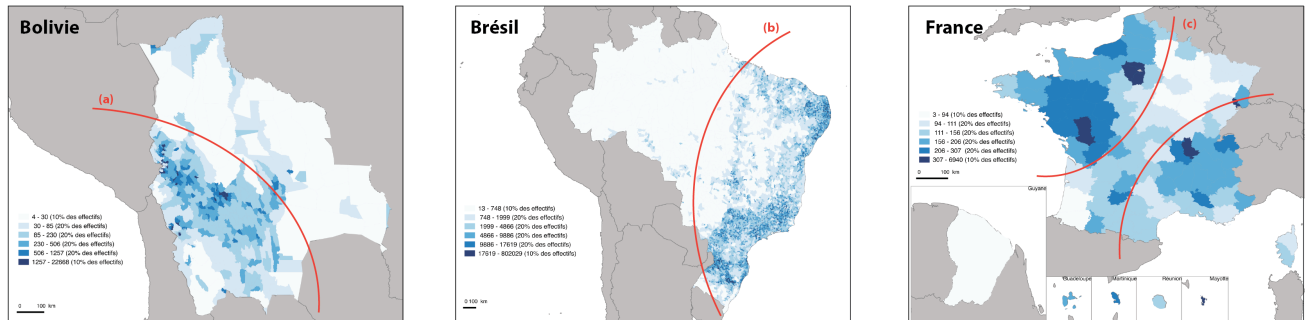 Bolivie
(a)
4 - 30 (10% des effectifs)
30 - 85 (20% des effectifs)
85 - 230 (20% des effectifs)
230 - 506 (20% des effectifs)
506 - 1257 (20% des effectifs)
1257 - 22668 (10% des effectifs)
0 100 km
Brésil
(b)
13 - 748 (10% des effectifs)
748 - 1999 (20% des effectifs)
1999 - 4866 (20% des effectifs)
4866 - 9886 (20% des effectifs)
9886 - 17619 (20% des effectifs)
17619 - 802029 (10% des effectifs)
0 100 km
France
(c)
3 - 94 (10% des effectifs)
94 - 111 (20% des effectifs)
111 - 156 (20% des effectifs)
156 - 206 (20% des effectifs)
206 - 307 (20% des effectifs)
307 - 6940 (10% des effectifs)
0 100 km
Guyane
Guadeloupe
Martinique
Réunion
Mayotte